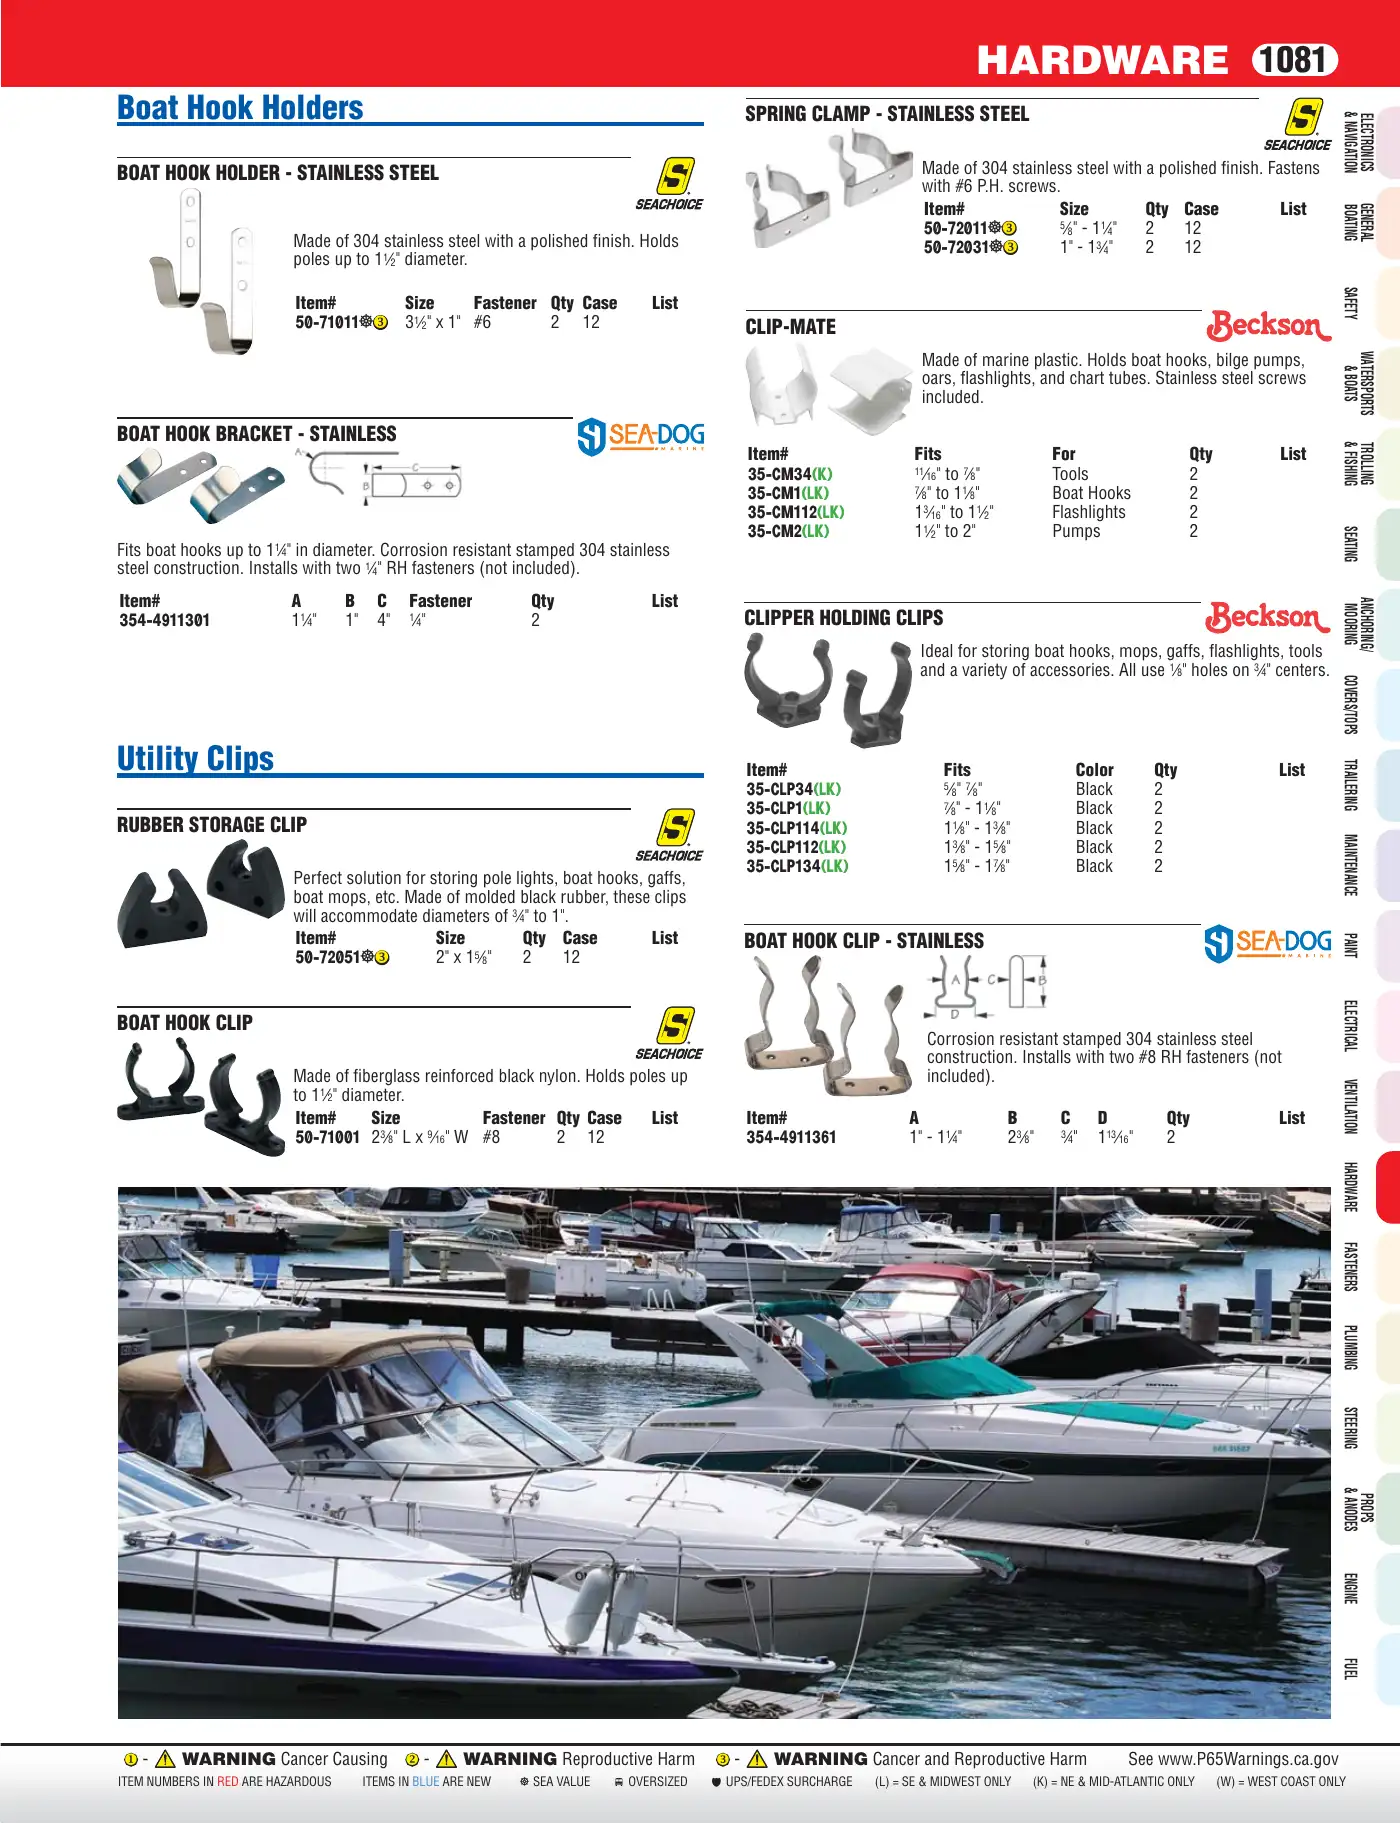 HARDWARE 1081
Boat Hook Holders
BOAT HOOK HOLDER - STAINLESS STEEL
SEACHOICE
Made of 304 stainless steel with a polished finish. Holds
poles up to 1½" diameter.
Item# Size Fastener Qty Case List
50-71011 3 3½" x 1" #6 2 12
BOAT HOOK BRACKET - STAINLESS
SEA-DOG
MARINE
A
C
B
Fits boat hooks up to 1¼" in diameter. Corrosion resistant stamped 304 stainless
steel construction. Installs with two ¼" RH fasteners (not included).
Item# A B C Fastener Qty List
354-4911301 1¼" 1" 4" ¼" 2
Utility Clips
RUBBER STORAGE CLIP
SEACHOICE
Perfect solution for storing pole lights, boat hooks, gaffs,
boat mops, etc. Made of molded black rubber, these clips
will accommodate diameters of ¾" to 1".
Item# Size Qty Case List
50-72051 3 2" x 1⅝" 2 12
BOAT HOOK CLIP
SEACHOICE
Made of fiberglass reinforced black nylon. Holds poles up
to 1½" diameter.
Item# Size Fastener Qty Case List
50-71001 2⅜" L x 9⁄16" W #8 2 12
SPRING CLAMP - STAINLESS STEEL
SEACHOICE
Made of 304 stainless steel with a polished finish. Fastens
with #6 P.H. screws.
Item# Size Qty Case List
50-72011 3 ⅝" - 1¼" 2 12
50-72031 3 1" - 1¾" 2 12
CLIP-MATE
Beckson
Made of marine plastic. Holds boat hooks, bilge pumps,
oars, flashlights, and chart tubes. Stainless steel screws
included.
Item# Fits For Qty List
35-CM34(K) 11⁄16" to ⅞" Tools 2
35-CM1(LK) ⅞" to 1⅛" Boat Hooks 2
35-CM112(LK) 13⁄16" to 1½" Flashlights 2
35-CM2(LK) 1½" to 2" Pumps 2
CLIPPER HOLDING CLIPS
Beckson
Ideal for storing boat hooks, mops, gaffs, flashlights, tools
and a variety of accessories. All use ⅛" holes on ¾" centers.
Item# Fits Color Qty List
35-CLP34(LK) ⅝" ⅞" Black 2
35-CLP1(LK) ⅞" - 1⅛" Black 2
35-CLP114(LK) 1⅛" - 1⅜" Black 2
35-CLP112(LK) 1⅜" - 1⅝" Black 2
35-CLP134(LK) 1⅝" - 1⅞" Black 2
BOAT HOOK CLIP - STAINLESS
SEA-DOG
MARINE
A C B
D
Corrosion resistant stamped 304 stainless steel
construction. Installs with two #8 RH fasteners (not
included).
Item# A B C D Qty List
354-4911361 1" - 1¼" 2⅜" ¾" 1 13⁄16" 2
ELECTRONICS
& NAVIGATION
GENERAL
BOATING
SAFETY
WATERSPORTS
& BOATS
TROLLING
& FISHING
SEATING
ANCHORING/
MOORING
COVERS/TOPS
TRAILERING
MAINTENANCE
PAINT
ELECTRICAL
VENTILATION
HARDWARE
FASTENERS
PLUMBING
STEERING
PROPS
& ANODES
ENGINE
FUEL
1 - WARNING Cancer Causing 2 - WARNING Reproductive Harm 3 - WARNING Cancer and Reproductive Harm See www.P65Warnings.ca.gov
ITEM NUMBERS IN RED ARE HAZARDOUS ITEMS IN BLUE ARE NEW SEA VALUE OVERSIZED UPS/FEDEX SURCHARGE (L) = SE & MIDWEST ONLY (K) = NE & MID-ATLANTIC ONLY (W) = WEST COAST ONLY